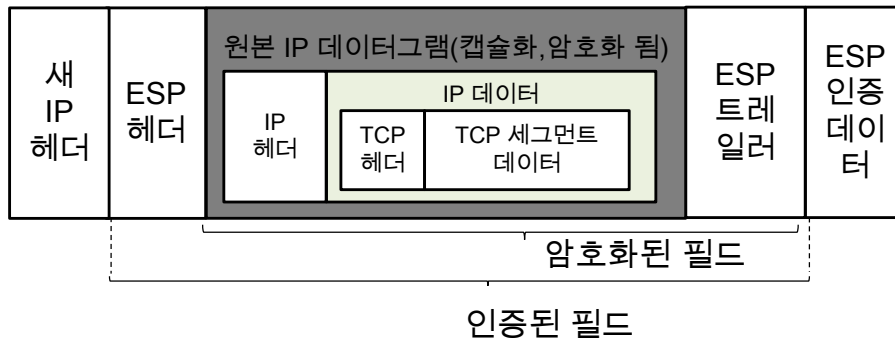 새
IP
헤더
ESP
헤더
원본 IP 데이터그램(캡슐화,암호화 됨)
IP
헤더
IP 데이터
TCP
헤더
TCP 세그먼트
데이터
ESP
트레
일러
ESP
인증
데이
터
암호화된 필드
인증된 필드